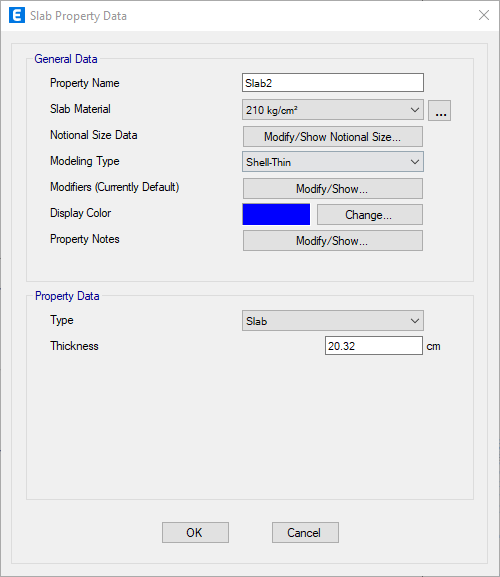 E Slab Property Data
General Data
Property Name Slab2
Slab Material 210 kg/cm² ...
Notional Size Data Modify/Show Notional Size...
Modeling Type Shell-Thin
Modifiers (Currently Default) Modify/Show...
Display Color Change...
Property Notes Modify/Show...
Property Data
Type Slab
Thickness 20.32 cm
OK Cancel